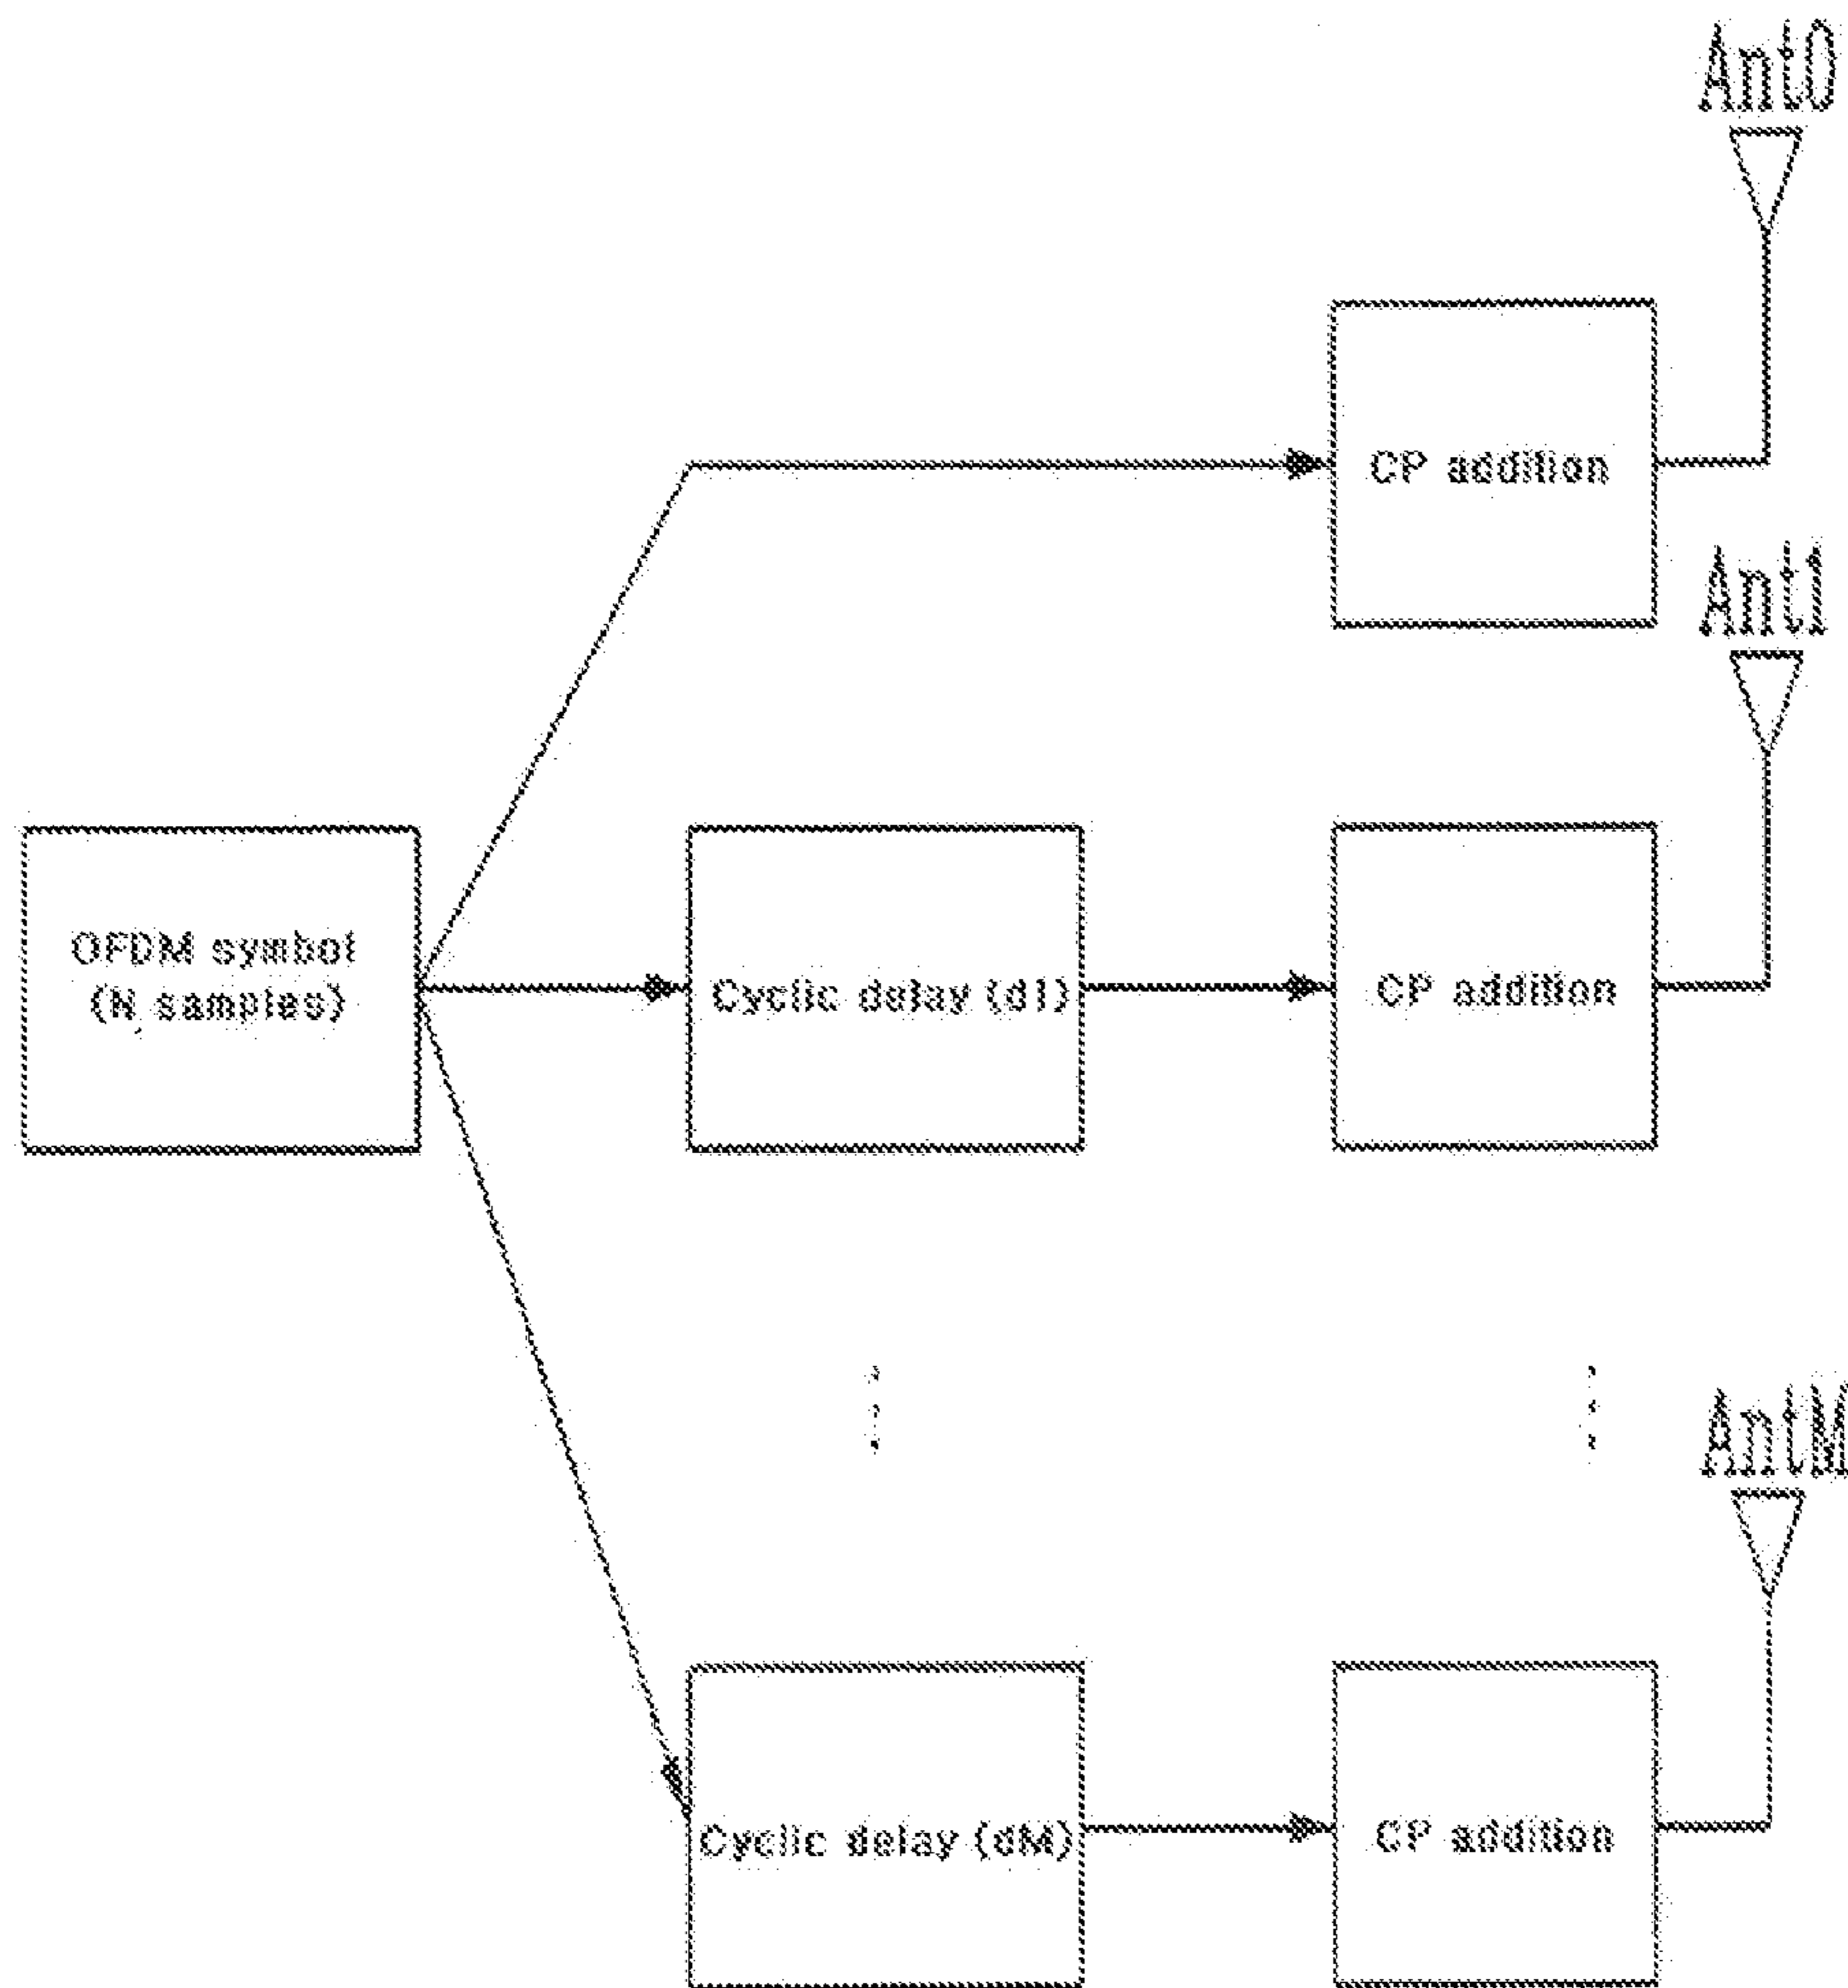 Ant0
CP addition
Ant1
OFDM symbol
(N samples)
Cyclic delay (d1)
CP addition
AntM
Cyclic delay (dM)
CP addition